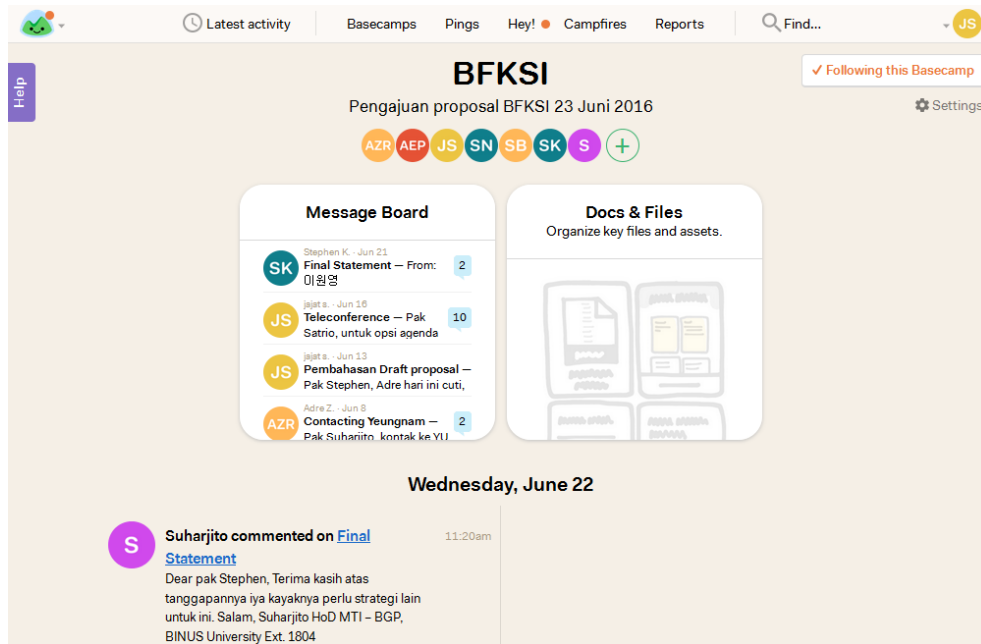 Latest activity
Basecamps
Pings
Hey!
Campfires
Reports
Find...
JS
Help
BFKSI
✓ Following this Basecamp
Pengajuan proposal BFKSI 23 Juni 2016
Settings
AZR AEP JS SN SB SK S +
Message Board
Stephen K. · Jun 21
SK
Final Statement — From:
이원영
2
jajat s. · Jun 16
JS
Teleconference — Pak
Satrio, untuk opsi agenda
10
jajat s. · Jun 13
JS
Pembahasan Draft proposal —
Pak Stephen, Adre hari ini cuti,
Adre Z. · Jun 8
AZR
Contacting Yeungnam —
Pak Suharjito, kontak ke YU
2
Docs & Files
Organize key files and assets.
Wednesday, June 22
S
Suharjito commented on Final
Statement
11:20am
Dear pak Stephen, Terima kasih atas
tanggapannya iya kayaknya perlu strategi lain
untuk ini. Salam, Suharjito HoD MTI – BGP,
BINUS University Ext. 1804